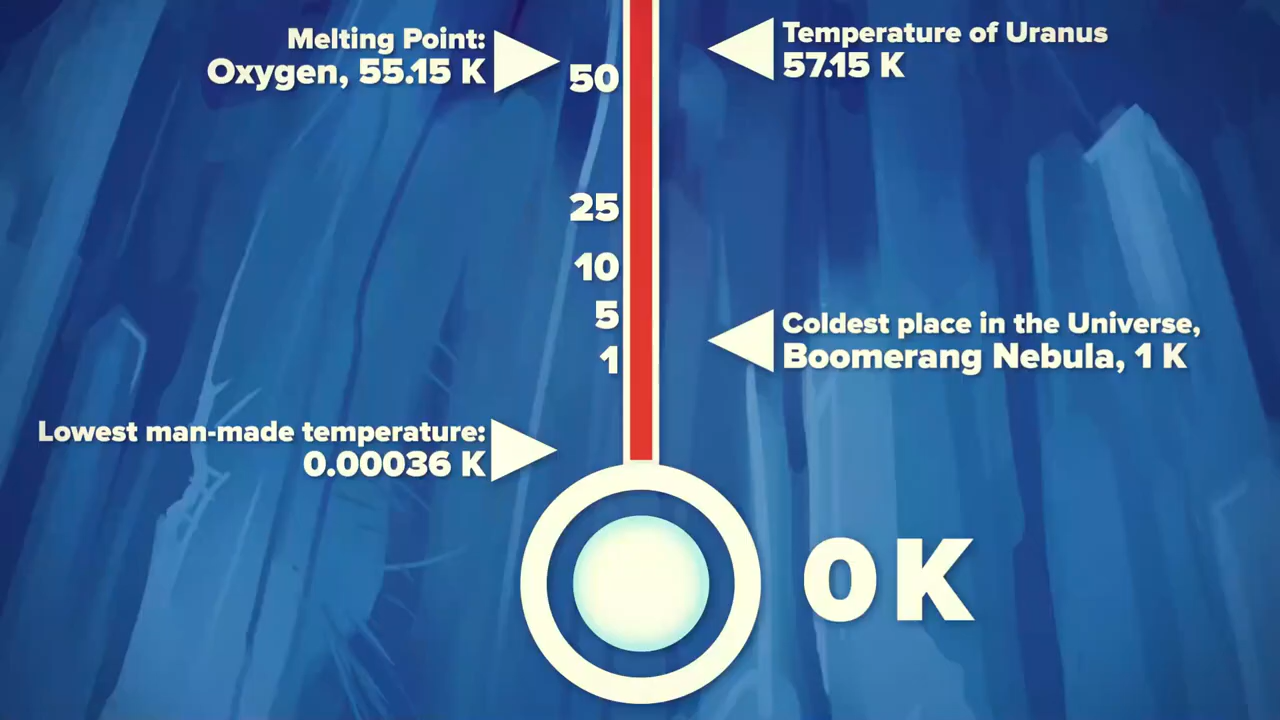 Melting Point:
Oxygen, 55.15 K
Temperature of Uranus
57.15 K
50
25
10
5
1
Coldest place in the Universe,
Boomerang Nebula, 1 K
Lowest man-made temperature:
0.00036 K
0 K